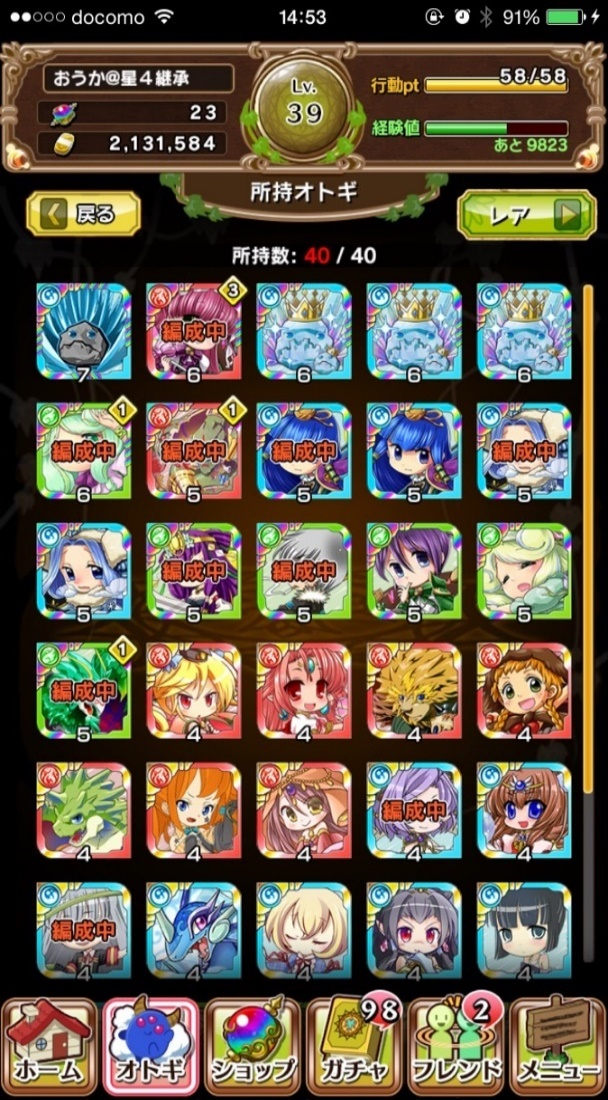 docomo 14:53 91%
おうか@星4継承
23
2,131,584
Lv.
39
行動pt 58/58
経験値
あと9823
所持オトギ
戻る
レア
所持数: 40 / 40
3
編成中
7 6 6 6 6
1 1
編成中 編成中 編成中 編成中
6 5 5 5 5
編成中 編成中
5 5 5 5 5
1
編成中
5 4 4 4 4
編成中
4 4 4 4 4
編成中
4 4 4 4 4
98 2
ホーム オトギ ショップ ガチャ フレンド メニュー